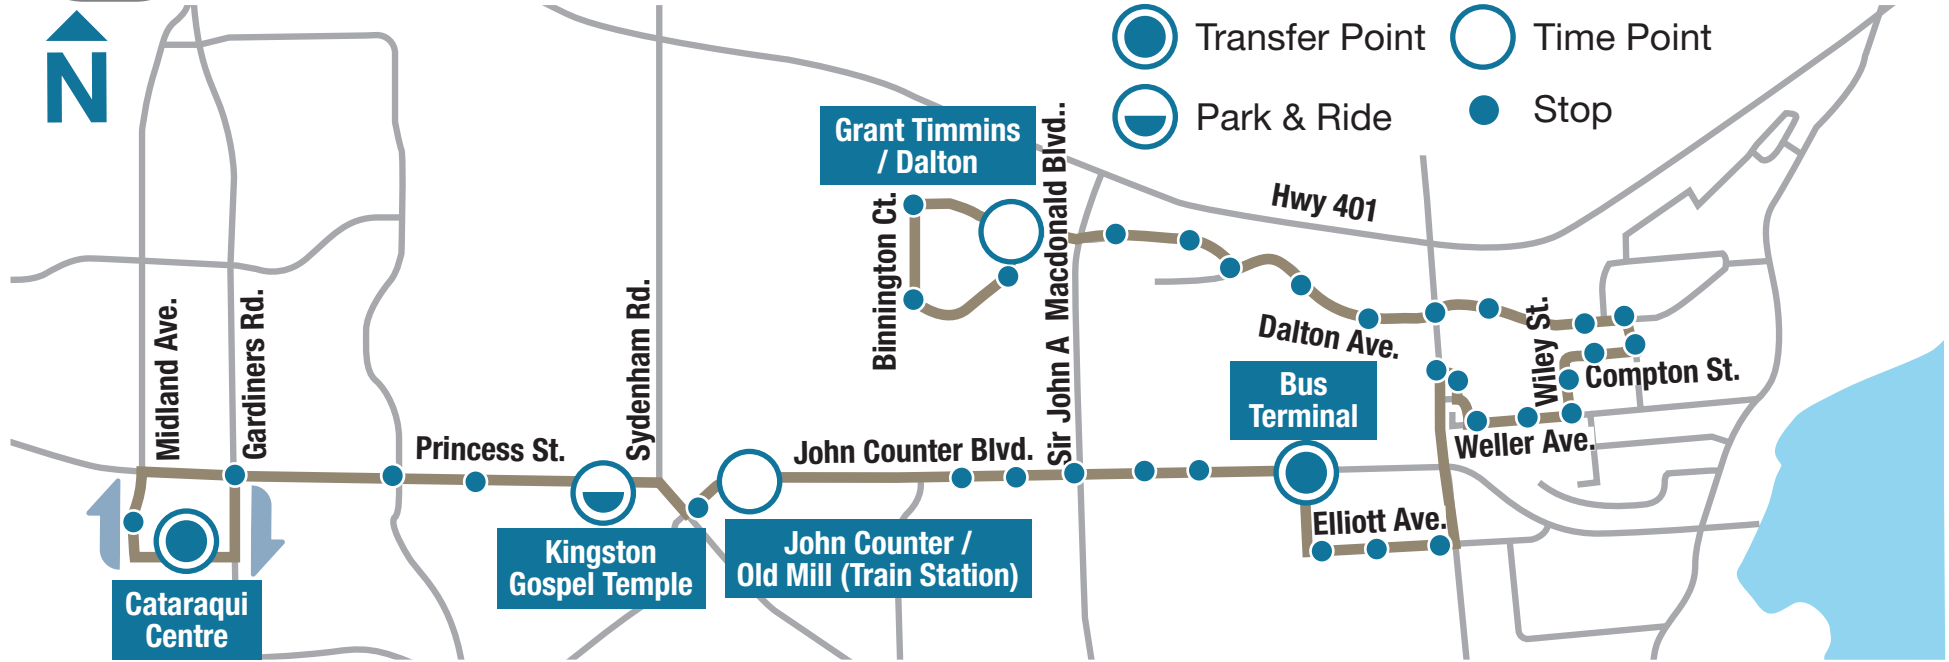 N
Transfer Point
Time Point
Park & Ride
Stop
Grant Timmins
/ Dalton
Binnington Ct.
Sir John A Macdonald Blvd..
Hwy 401
Dalton Ave.
Wiley St.
Compton St.
Weller Ave.
Bus
Terminal
Midland Ave.
Gardiners Rd.
Princess St.
Sydenham Rd.
John Counter Blvd.
Elliott Ave.
Kingston
Gospel Temple
John Counter /
Old Mill (Train Station)
Cataraqui
Centre